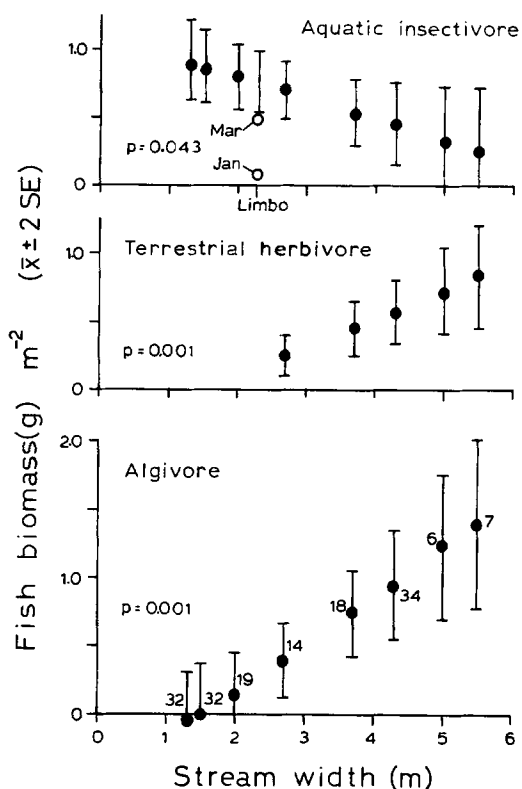 Aquatic insectivore
1.0
Mar
p=0.043
Jan
0
Limbo
Terrestrial herbivore
1.0
p=0.001
0
2.0
Algivore
1.0
p=0.001
0
32
32
19
14
18
34
6
7
0 1 2 3 4 5 6
Stream width (m)
Fish biomass(g) m⁻² (x̄ ± 2 SE)